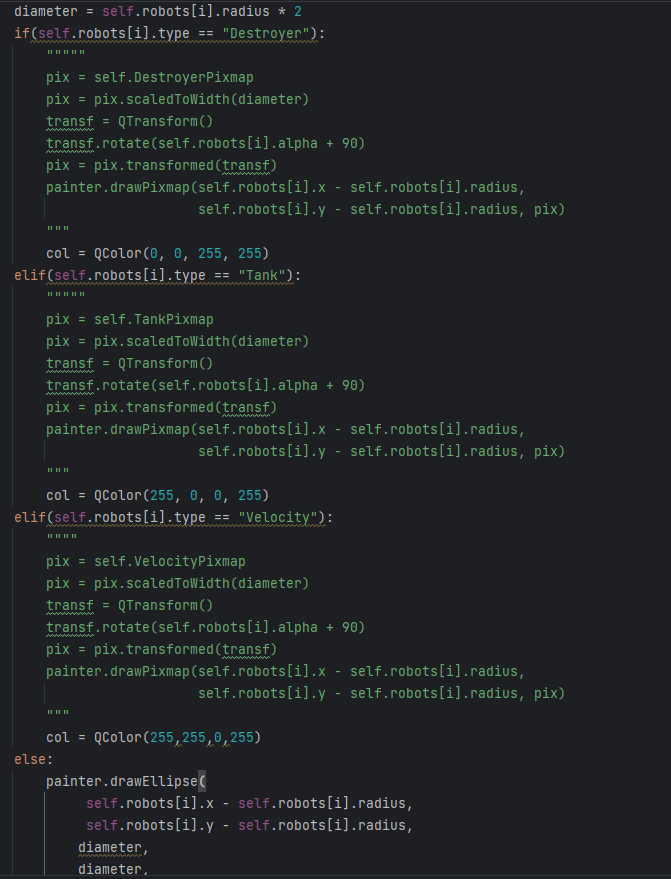 diameter = self.robots[i].radius * 2
if(self.robots[i].type == "Destroyer"):
    """""
    pix = self.DestroyerPixmap
    pix = pix.scaledToWidth(diameter)
    transf = QTransform()
    transf.rotate(self.robots[i].alpha + 90)
    pix = pix.transformed(transf)
    painter.drawPixmap(self.robots[i].x - self.robots[i].radius,
                       self.robots[i].y - self.robots[i].radius, pix)
    """
    col = QColor(0, 0, 255, 255)
elif(self.robots[i].type == "Tank"):
    """""
    pix = self.TankPixmap
    pix = pix.scaledToWidth(diameter)
    transf = QTransform()
    transf.rotate(self.robots[i].alpha + 90)
    pix = pix.transformed(transf)
    painter.drawPixmap(self.robots[i].x - self.robots[i].radius,
                       self.robots[i].y - self.robots[i].radius, pix)
    """
    col = QColor(255, 0, 0, 255)
elif(self.robots[i].type == "Velocity"):
    """"
    pix = self.VelocityPixmap
    pix = pix.scaledToWidth(diameter)
    transf = QTransform()
    transf.rotate(self.robots[i].alpha + 90)
    pix = pix.transformed(transf)
    painter.drawPixmap(self.robots[i].x - self.robots[i].radius,
                       self.robots[i].y - self.robots[i].radius, pix)
    """
    col = QColor(255,255,0,255)
else:
    painter.drawEllipse(
         self.robots[i].x - self.robots[i].radius,
         self.robots[i].y - self.robots[i].radius,
        diameter,
        diameter,